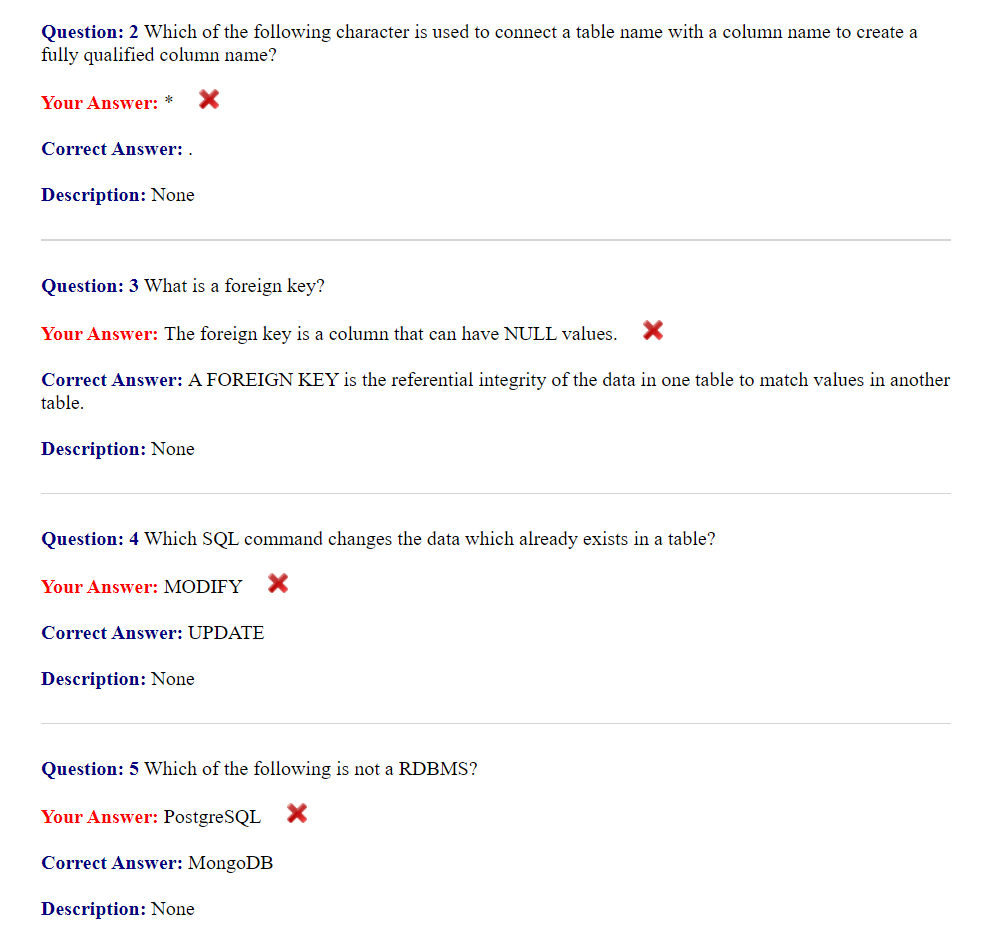 Question: 2 Which of the following character is used to connect a table name with a column name to create a
fully qualified column name?
Your Answer: *
Correct Answer: .
Description: None
Question: 3 What is a foreign key?
Your Answer: The foreign key is a column that can have NULL values.
Correct Answer: A FOREIGN KEY is the referential integrity of the data in one table to match values in another
table.
Description: None
Question: 4 Which SQL command changes the data which already exists in a table?
Your Answer: MODIFY
Correct Answer: UPDATE
Description: None
Question: 5 Which of the following is not a RDBMS?
Your Answer: PostgreSQL
Correct Answer: MongoDB
Description: None